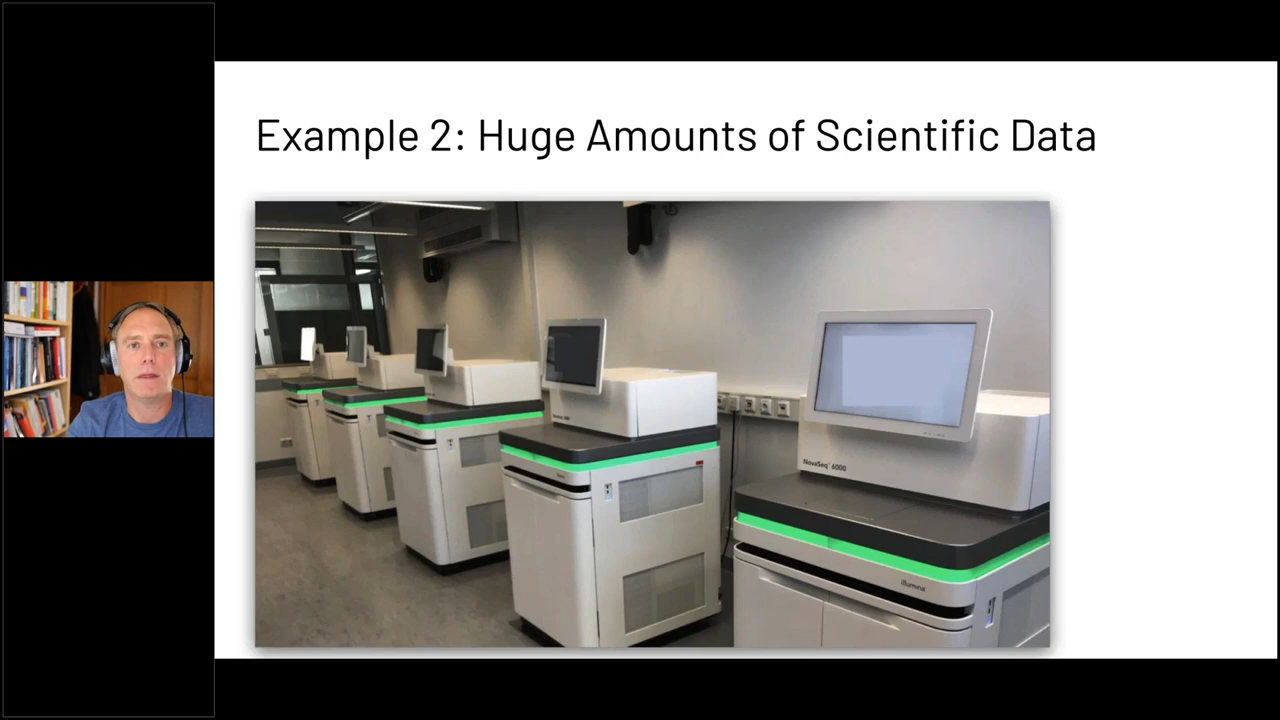 Example 2: Huge Amounts of Scientific Data
NovaSeq 6000
illumina